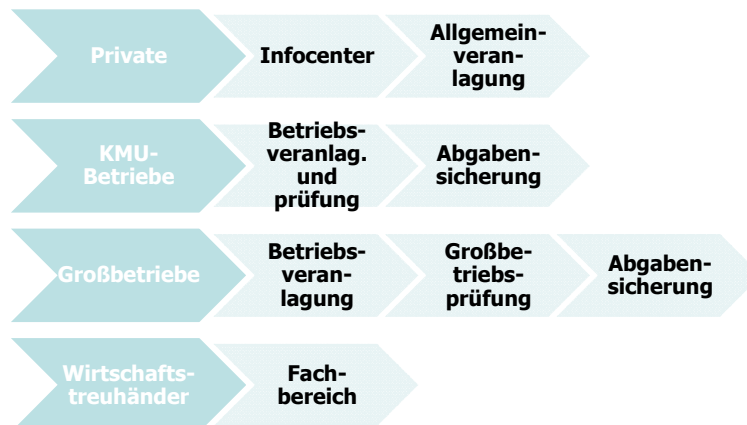 Private
Infocenter
Allgemein-
veran-
lagung
KMU-
Betriebe
Betriebs-
veranlag.
und
prüfung
Abgaben-
sicherung
Großbetriebe
Betriebs-
veran-
lagung
Großbe-
triebs-
prüfung
Abgaben-
sicherung
Wirtschafts-
treuhänder
Fach-
bereich